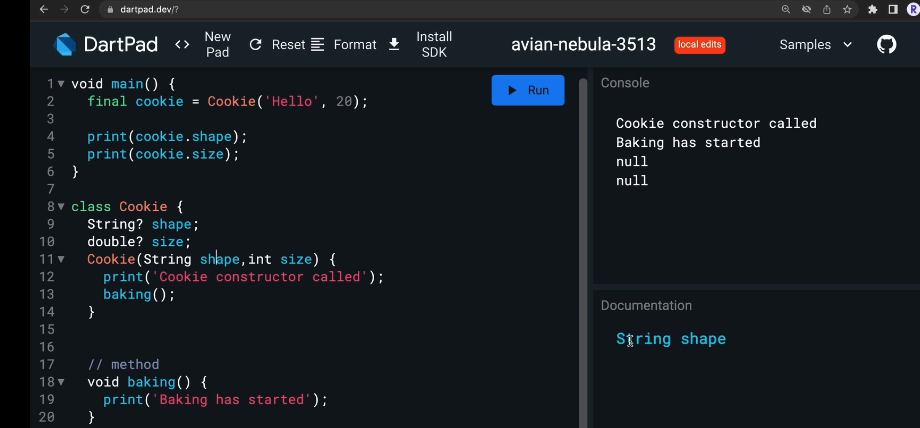 dartpad.dev/?
R
DartPad
<> New Pad
Reset
Format
Install SDK
avian-nebula-3513
local edits
Samples
1 void main() {
2 final cookie = Cookie('Hello', 20);
3
4 print(cookie.shape);
5 print(cookie.size);
6 }
7
8 class Cookie {
9 String? shape;
10 double? size;
11 Cookie(String shape,int size) {
12 print('Cookie constructor called');
13 baking();
14 }
15
16
17 // method
18 void baking() {
19 print('Baking has started');
20 }
Run
Console
Cookie constructor called
Baking has started
null
null
Documentation
String shape